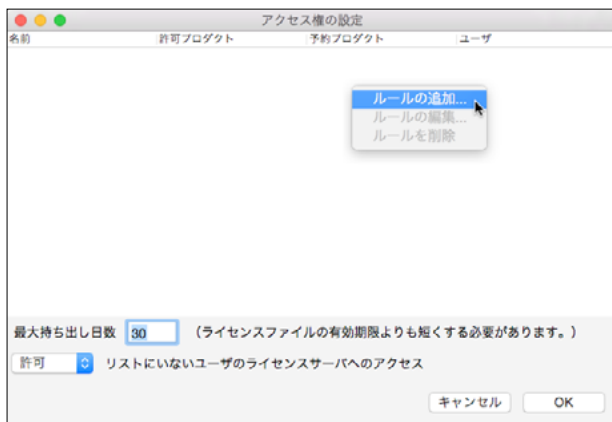 アクセス権の設定
名前 許可プロダクト 予約プロダクト ユーザ
ルールの追加...
ルールの編集...
ルールを削除
最大持ち出し日数 30 （ライセンスファイルの有効期限よりも短くする必要があります。）
許可 リストにいないユーザのライセンスサーバへのアクセス
キャンセル OK